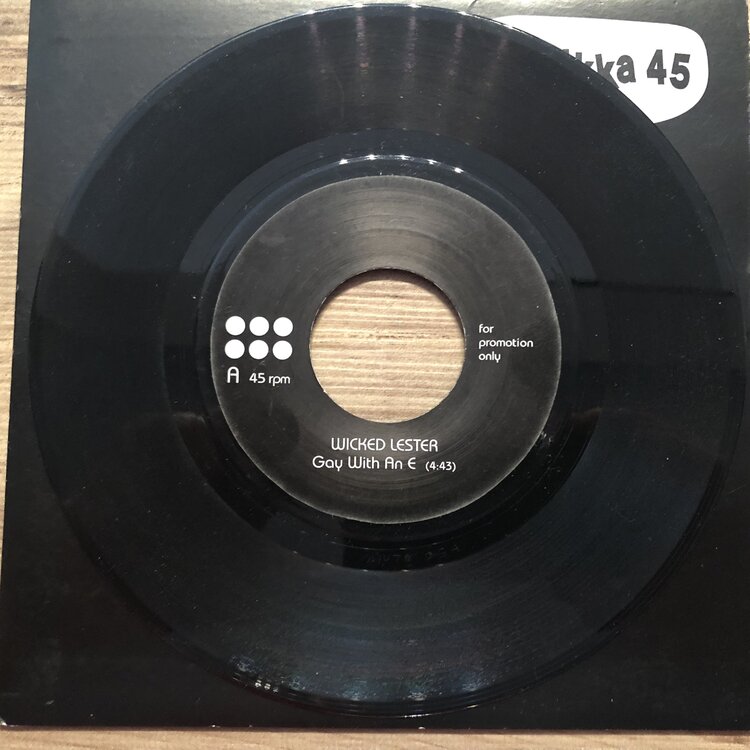 kka 45
for
promotion
only
A 45 rpm
WICKED LESTER
Gay With An E (4:43)